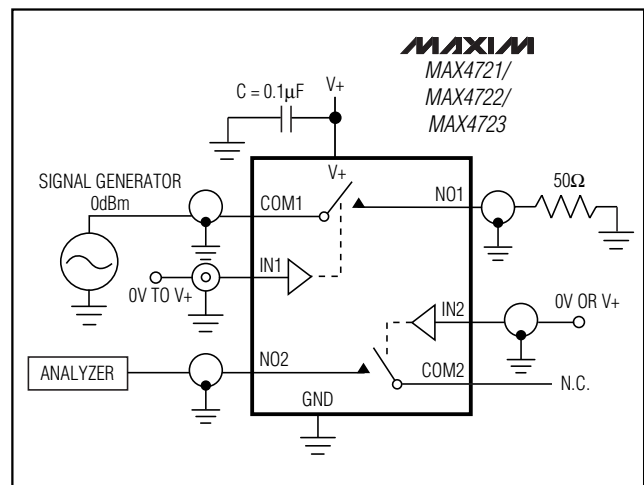 MAXIM
MAX4721/
MAX4722/
MAX4723
V+
C = 0.1µF
V+
SIGNAL GENERATOR
0dBm
COM1
NO1
50Ω
IN1
0V TO V+
IN2
0V OR V+
ANALYZER
NO2
COM2
N.C.
GND